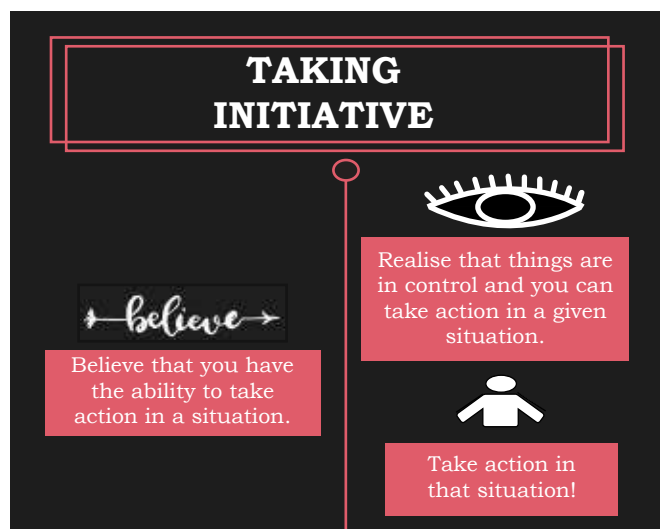 TAKING
INITIATIVE
Realise that things are
in control and you can
take action in a given
situation.
believe
Believe that you have
the ability to take
action in a situation.
Take action in
that situation!